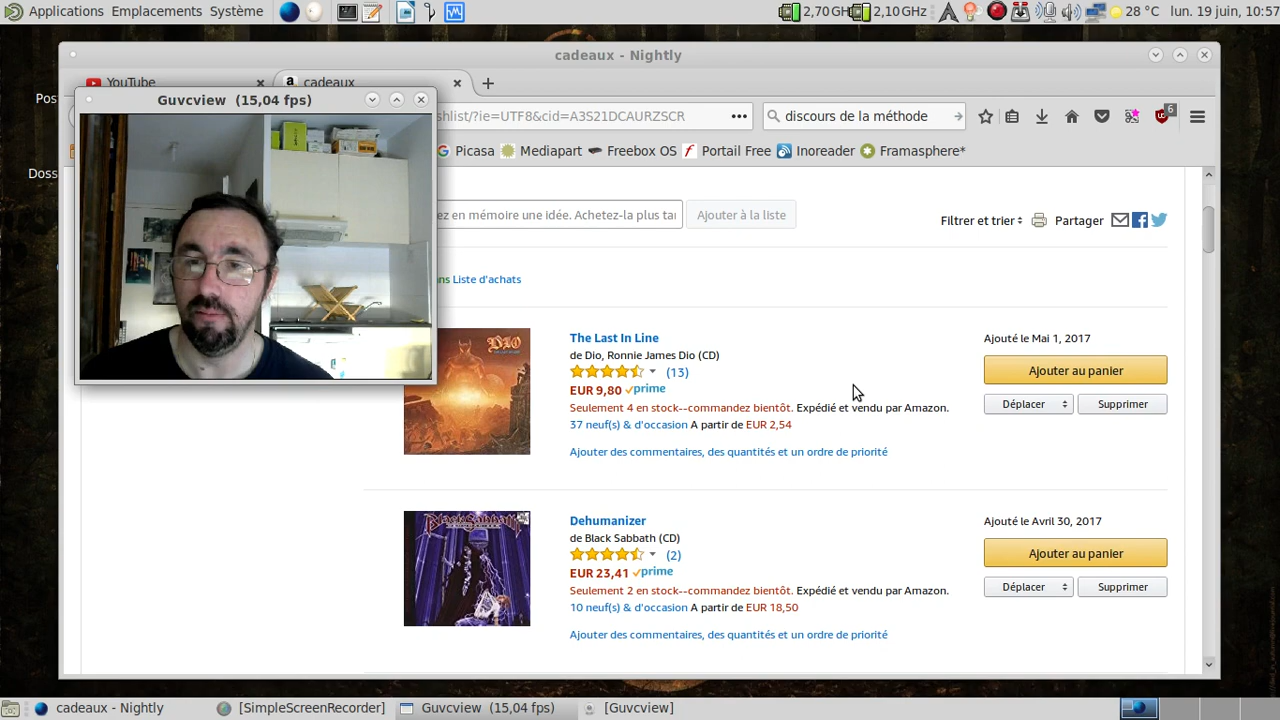 Applications Emplacements Système 2,70 GH 2,10 GHz 28 °C lun. 19 juin, 10:57
cadeaux - Nightly
YouTube cadeaux
Guvcview (15,04 fps)
shlist/?ie=UTF8&cid=A3S21DCAURZSCR ••• discours de la méthode 6
Picasa Mediapart Freebox OS Portail Free Inoreader Framasphere*
Pos
Doss
ez en mémoire une idée. Achetez-la plus tar Ajouter à la liste Filtrer et trier Partager
ans Liste d'achats
The Last In Line Ajouté le Mai 1, 2017
de Dio, Ronnie James Dio (CD)
(13) Ajouter au panier
EUR 9,80 prime
Seulement 4 en stock--commandez bientôt. Expédié et vendu par Amazon. Déplacer Supprimer
37 neuf(s) & d'occasion A partir de EUR 2,54
Ajouter des commentaires, des quantités et un ordre de priorité
DIO
Dehumanizer Ajouté le Avril 30, 2017
de Black Sabbath (CD)
(2) Ajouter au panier
EUR 23,41 prime
Seulement 2 en stock--commandez bientôt. Expédié et vendu par Amazon. Déplacer Supprimer
10 neuf(s) & d'occasion A partir de EUR 18,50
Ajouter des commentaires, des quantités et un ordre de priorité
Black Sabbath
cadeaux - Nightly [SimpleScreenRecorder] Guvcview (15,04 fps) [Guvcview]